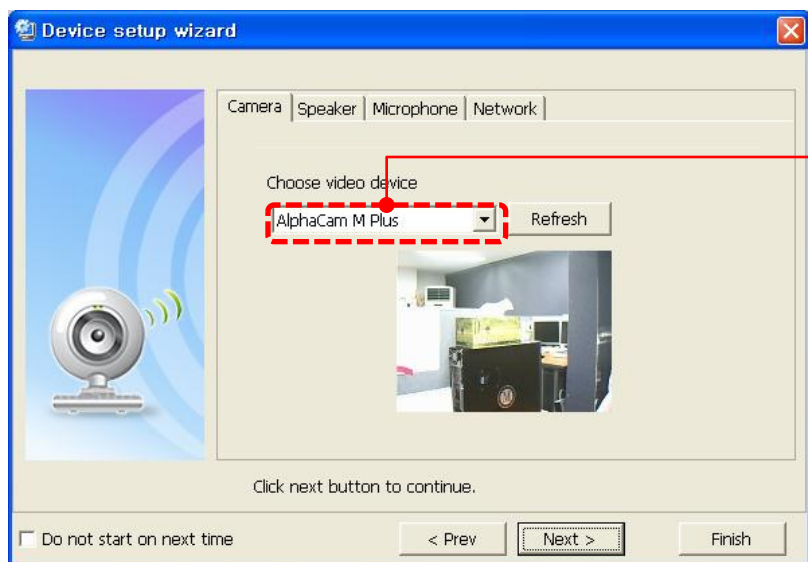 Device setup wizard
Camera Speaker Microphone Network
Choose video device
AlphaCam M Plus Refresh
Click next button to continue.
Do not start on next time < Prev Next > Finish